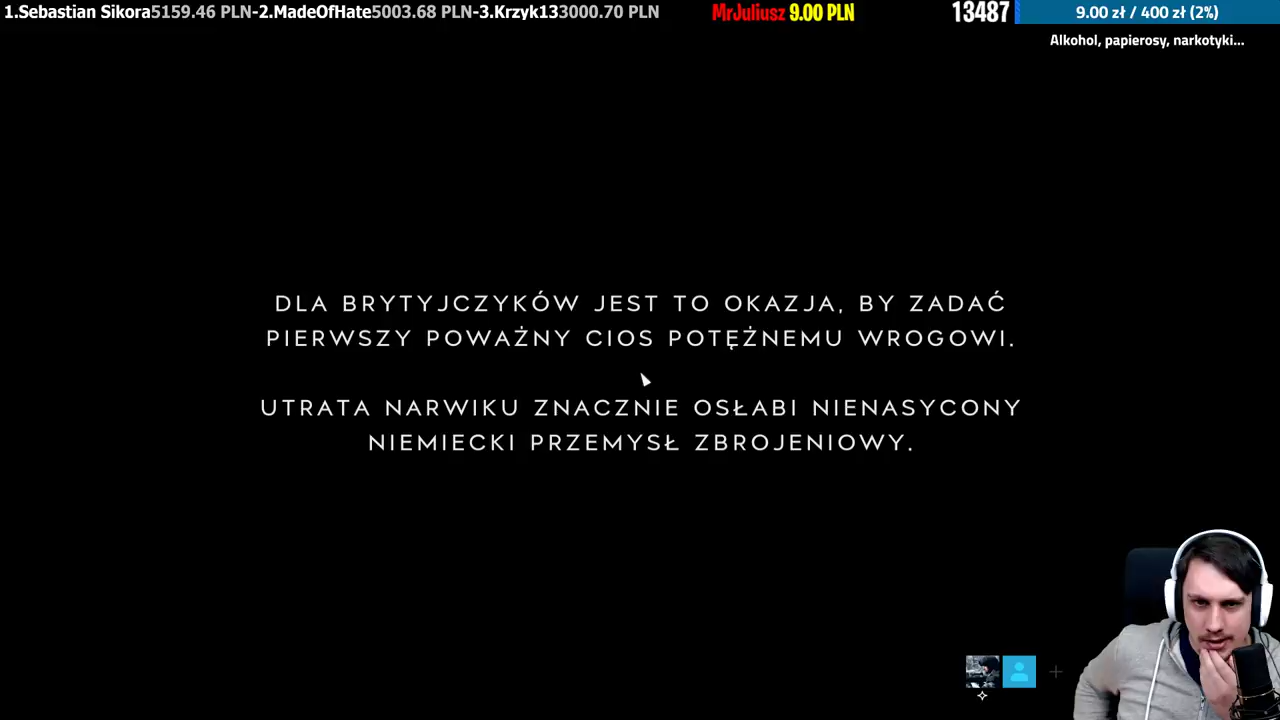 1.Sebastian Sikora5159.46 PLN-2.MadeOfHate5003.68 PLN-3.Krzyk133000.70 PLN
MrJuliusz 9.00 PLN
13487
9.00 zł / 400 zł (2%)
Alkohol, papierosy, narkotyki...
DLA BRYTYJCZYKÓW JEST TO OKAZJA, BY ZADAĆ
PIERWSZY POWAŻNY CIOS POTĘŻNEMU WROGOWI.
UTRATA NARWIKU ZNACZNIE OSŁABI NIENASYCONY
NIEMIECKI PRZEMYSŁ ZBROJENIOWY.